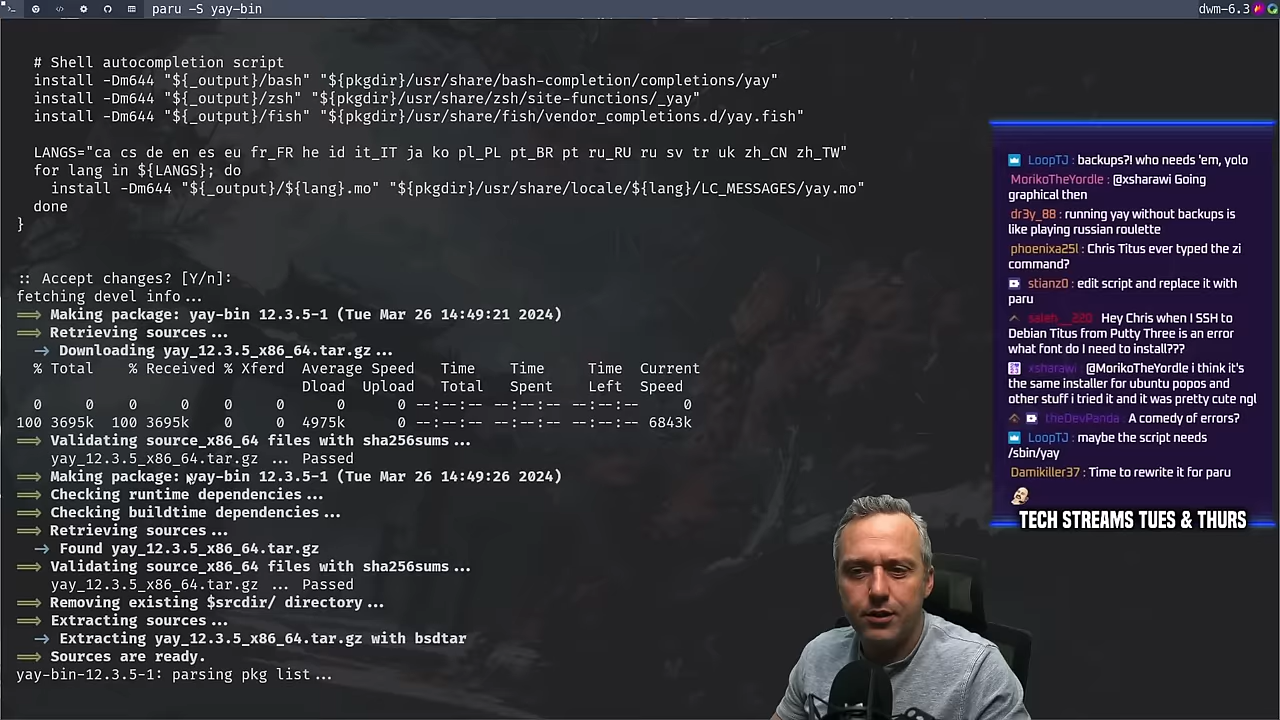 paru -S yay-bin
dwm-6.3
# Shell autocompletion script
install -Dm644 "${_output}/bash" "${pkgdir}/usr/share/bash-completion/completions/yay"
install -Dm644 "${_output}/zsh" "${pkgdir}/usr/share/zsh/site-functions/_yay"
install -Dm644 "${_output}/fish" "${pkgdir}/usr/share/fish/vendor_completions.d/yay.fish"
LANGS="ca cs de en es eu fr_FR he id it_IT ja ko pl_PL pt_BR pt ru_RU ru sv tr uk zh_CN zh_TW"
for lang in ${LANGS}; do
install -Dm644 "${_output}/${lang}.mo" "${pkgdir}/usr/share/locale/${lang}/LC_MESSAGES/yay.mo"
done
}
:: Accept changes? [Y/n]:
fetching devel info...
==> Making package: yay-bin 12.3.5-1 (Tue Mar 26 14:49:21 2024)
==> Retrieving sources...
-> Downloading yay_12.3.5_x86_64.tar.gz...
% Total % Received % Xferd Average Speed Time Time Time Current
Dload Upload Total Spent Left Speed
0 0 0 0 0 0 0 0 --:--:-- --:--:-- --:--:-- 0
100 3695k 100 3695k 0 0 4975k 0 --:--:-- --:--:-- --:--:-- 6843k
==> Validating source_x86_64 files with sha256sums...
yay_12.3.5_x86_64.tar.gz ... Passed
==> Making package: yay-bin 12.3.5-1 (Tue Mar 26 14:49:26 2024)
==> Checking runtime dependencies...
==> Checking buildtime dependencies...
==> Retrieving sources...
-> Found yay_12.3.5_x86_64.tar.gz
==> Validating source_x86_64 files with sha256sums...
yay_12.3.5_x86_64.tar.gz ... Passed
==> Removing existing $srcdir/ directory...
==> Extracting sources...
-> Extracting yay_12.3.5_x86_64.tar.gz with bsdtar
==> Sources are ready.
yay-bin-12.3.5-1: parsing pkg list...
LoopTJ : backups?! who needs 'em, yolo
MorikoTheYordle : @xsharawi Going
graphical then
dr3y_88 : running yay without backups is
like playing russian roulette
phoenixa25l : Chris Titus ever typed the zi
command?
stianz0 : edit script and replace it with
paru
saleh__220 Hey Chris when I SSH to
Debian Titus from Putty Three is an error
what font do I need to install???
xsharawi : @MorikoTheYordle i think it's
the same installer for ubuntu popos and
other stuff i tried it and it was pretty cute ngl
theDevPanda : A comedy of errors?
LoopTJ : maybe the script needs
/sbin/yay
Damikiller37 : Time to rewrite it for paru
TECH STREAMS TUES & THURS